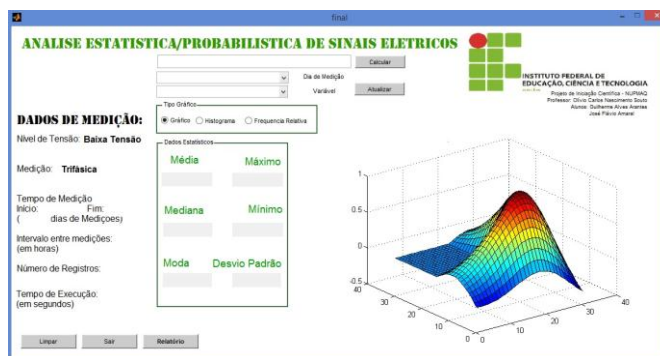 final
ANALISE ESTATISTICA/PROBABILISTICA DE SINAIS ELETRICOS
Calcular
Dia de Medição
Variável
Atualizar
INSTITUTO FEDERAL DE
EDUCAÇÃO, CIÊNCIA E TECNOLOGIA
Projeto de Iniciação Científica - NUPMAQ
Professor: Olívio Carlos Nascimento Souto
Alunos: Guilherme Alves Arantes
José Flávio Amaral
Tipo Gráfico
Gráfico
Histograma
Frequencia Relativa
DADOS DE MEDIÇÃO:
Nível de Tensão: Baixa Tensão
Medição: Trifásica
Tempo de Medição
Início: Fim:
( dias de Medições)
Intervalo entre medições:
(em horas)
Número de Registros:
Tempo de Execução:
(em segundos)
Dados Estatísticos
Média Máximo
Mediana Mínimo
Moda Desvio Padrão
1
0.5
0
-0.5
40
30
20
10
0
0
10
20
30
40
Limpar
Sair
Relatório